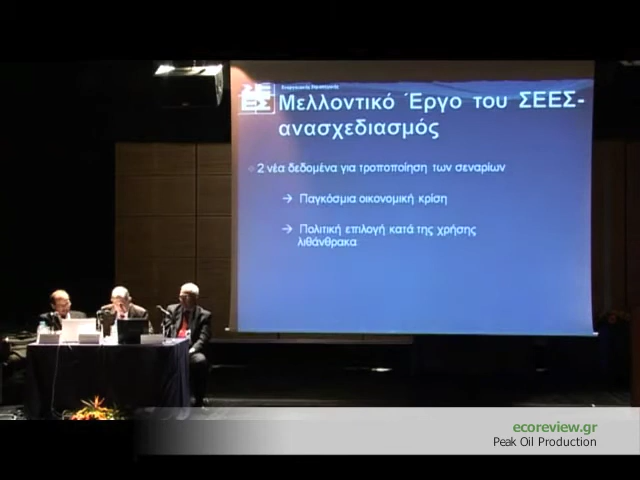 ΕΣ
Μελλοντικό Έργο του ΣΕΕΣ-
ανασχεδιασμός
2 νέα δεδομένα για τροποποίηση των σεναρίων
→ Παγκόσμια οικονομική κρίση
→ Πολιτική επιλογή κατά της χρήσης
λιθάνθρακα
ecoreview.gr
Peak Oil Production